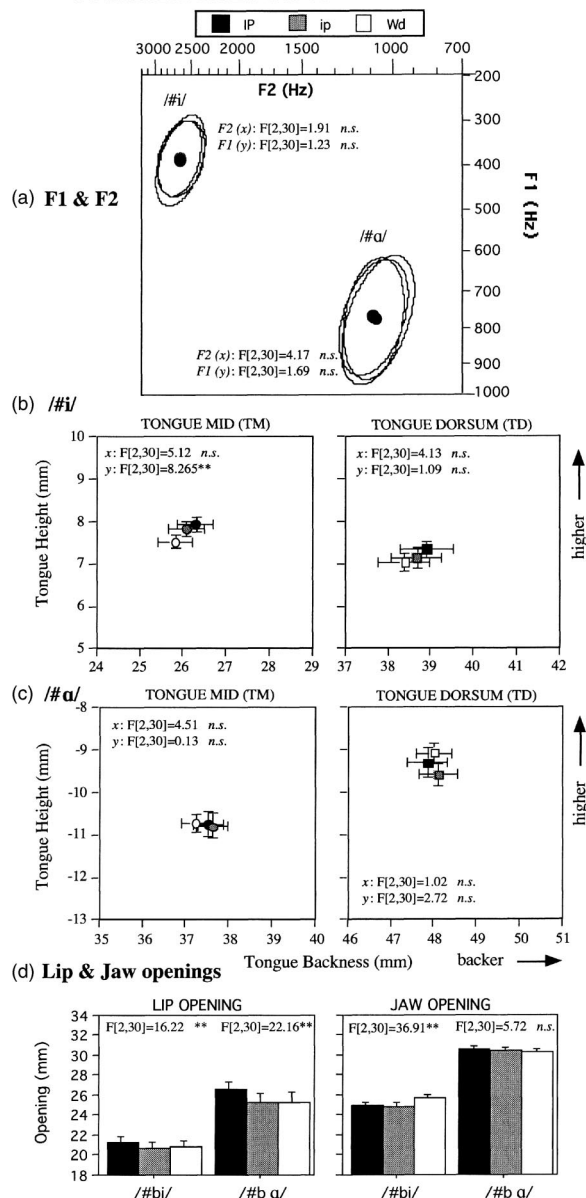 IP ip Wd
3000 2500 2000 1500 1000 700
F2 (Hz)
200
300
400
500
600
700
800
900
1000
F1 (Hz)
/#i/
F2 (x): F[2,30]=1.91 n.s.
F1 (y): F[2,30]=1.23 n.s.
(a) F1 & F2
/#ɑ/
F2 (x): F[2,30]=4.17 n.s.
F1 (y): F[2,30]=1.69 n.s.
(b) /#i/
TONGUE MID (TM) TONGUE DORSUM (TD)
x: F[2,30]=5.12 n.s. x: F[2,30]=4.13 n.s.
y: F[2,30]=8.265** y: F[2,30]=1.09 n.s.
Tongue Height (mm)
10
9
8
7
6
5
higher
24 25 26 27 28 29 37 38 39 40 41 42
(c) /#ɑ/
TONGUE MID (TM) TONGUE DORSUM (TD)
x: F[2,30]=4.51 n.s.
y: F[2,30]=0.13 n.s.
Tongue Height (mm)
-8
-9
-10
-11
-12
-13
x: F[2,30]=1.02 n.s.
y: F[2,30]=2.72 n.s.
higher
35 36 37 38 39 40 46 47 48 49 50 51
Tongue Backness (mm) backer
(d) Lip & Jaw openings
LIP OPENING JAW OPENING
F[2,30]=16.22 ** F[2,30]=22.16** F[2,30]=36.91** F[2,30]=5.72 n.s.
Opening (mm)
34
32
30
28
26
24
22
20
18
/#bi/ /#b ɑ/ /#bi/ /#b ɑ/